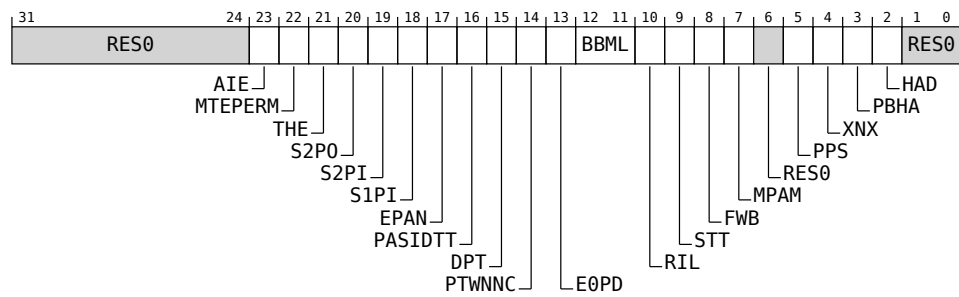 31 24 23 22 21 20 19 18 17 16 15 14 13 12 11 10 9 8 7 6 5 4 3 2 1 0
RES0 BBML RES0
AIE HAD
MTEPERM PBHA
THE XNX
S2PO PPS
S2PI RES0
S1PI MPAM
EPAN FWB
PASIDTT STT
DPT RIL
PTWNNC E0PD